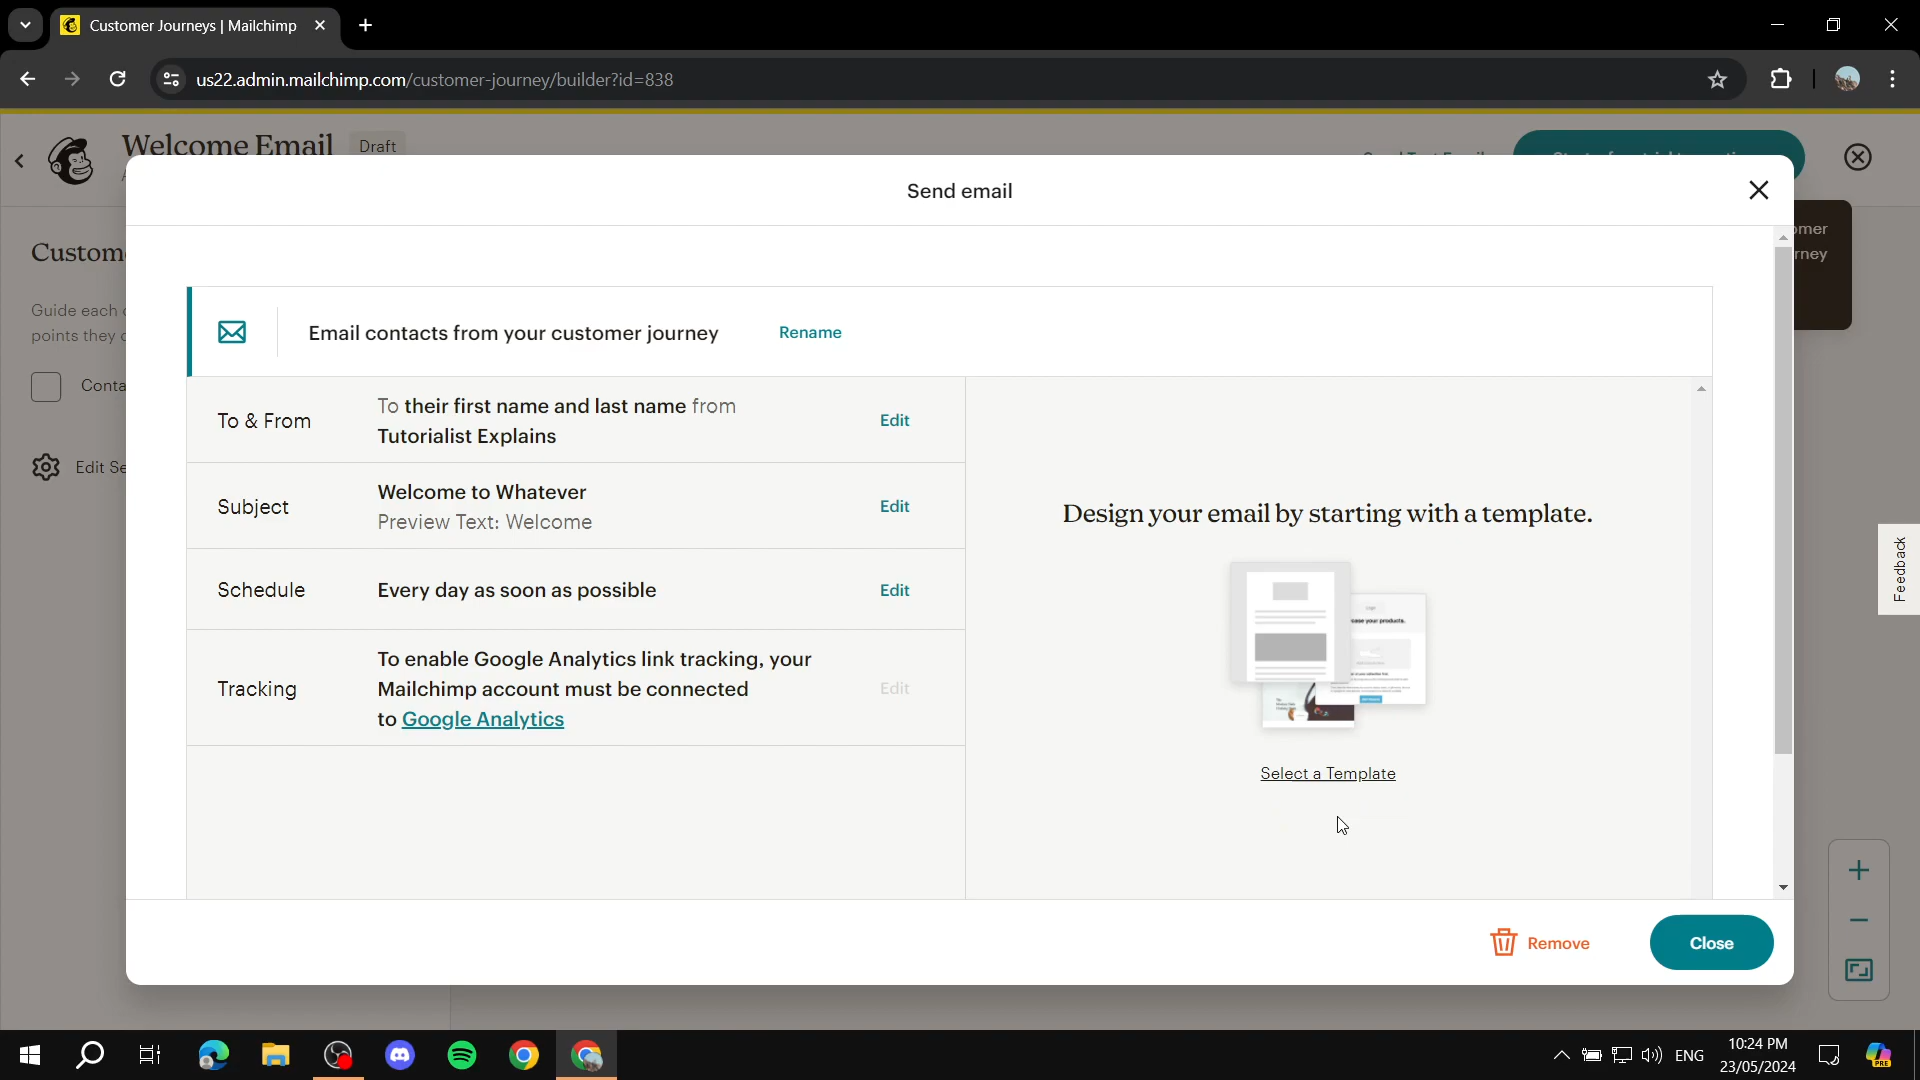 Customer Journeys | Mailchimp
us22.admin.mailchimp.com/customer-journey/builder?id=838
Welcome Email
Draft
Send email
Custom
Guide each
points they
Conta
Edit Se
omer
rney
Email contacts from your customer journey
Rename
To & From
To their first name and last name from
Tutorialist Explains
Edit
Subject
Welcome to Whatever
Preview Text: Welcome
Edit
Schedule
Every day as soon as possible
Edit
Tracking
To enable Google Analytics link tracking, your
Mailchimp account must be connected
to Google Analytics
Edit
Design your email by starting with a template.
Select a Template
Feedback
Remove
Close
ENG
10:24 PM
23/05/2024
PRE